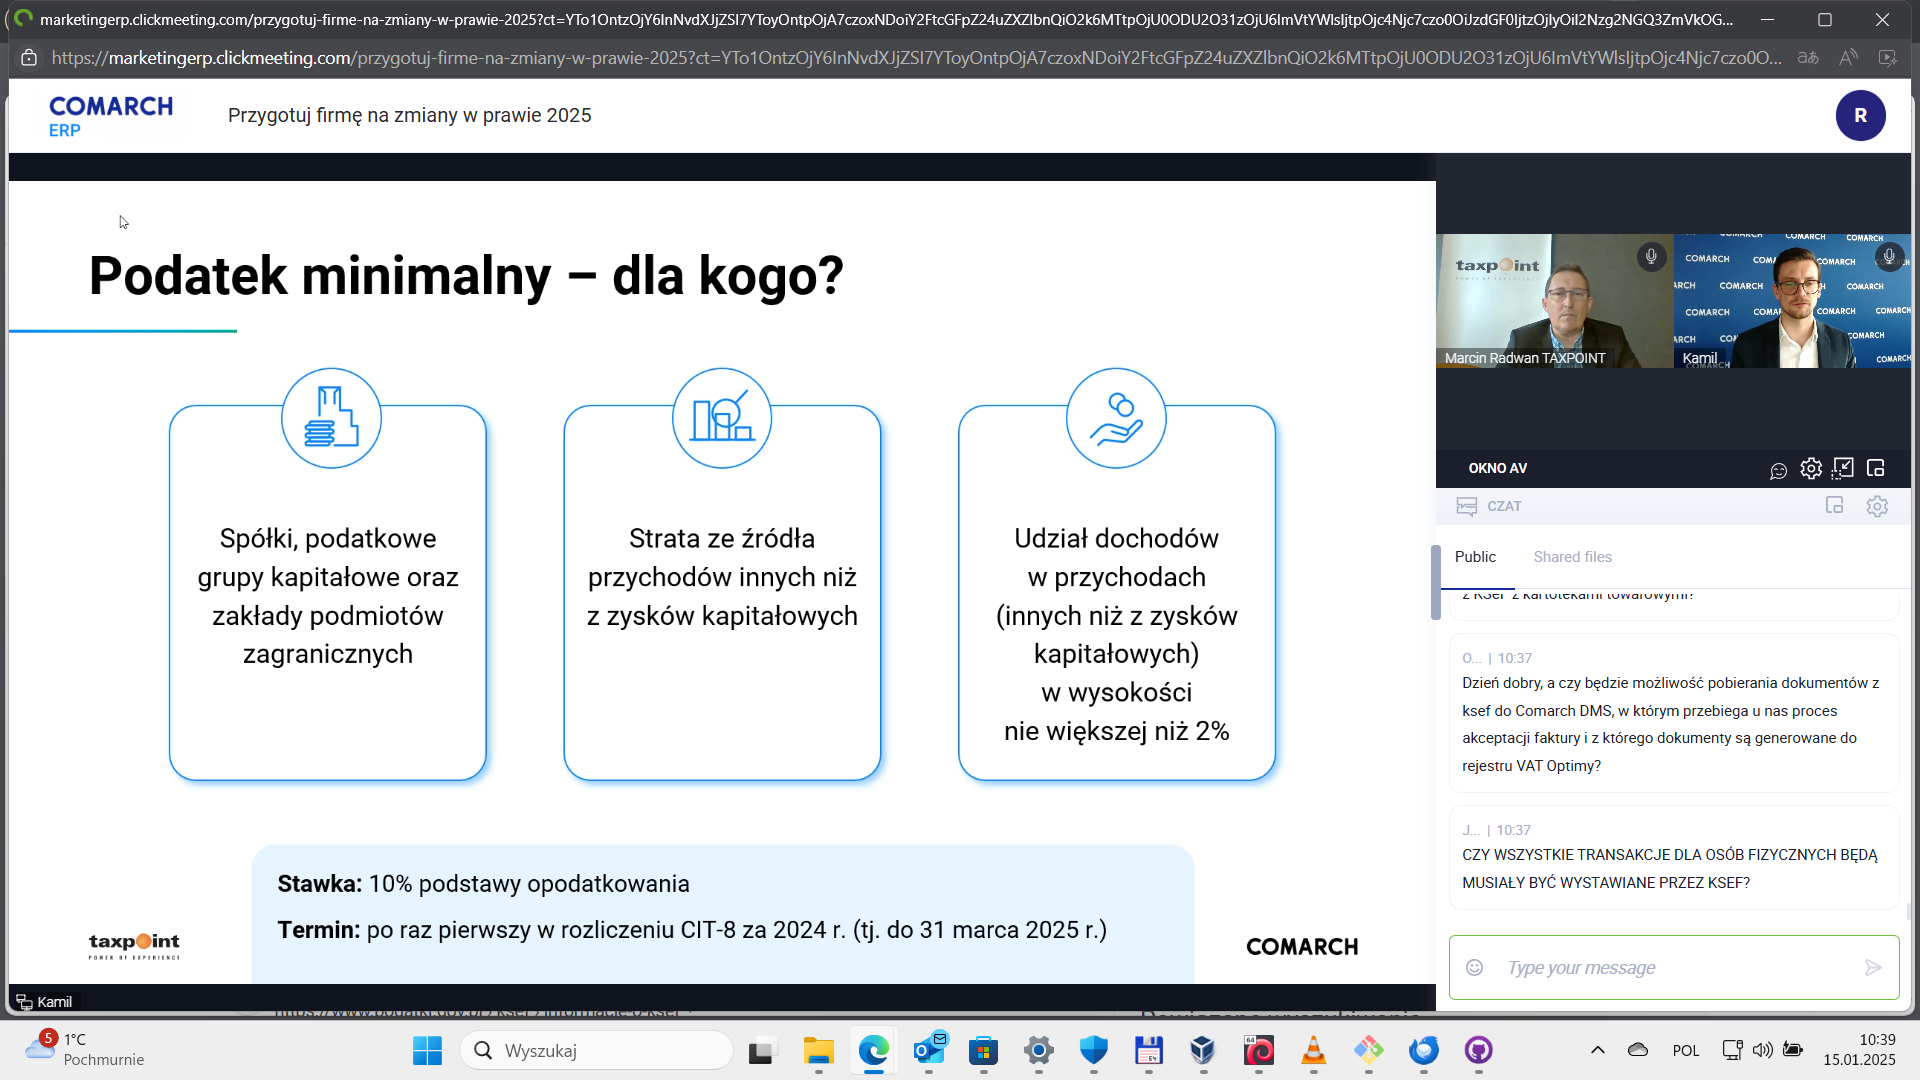 marketingerp.clickmeeting.com/przygotuj-firme-na-zmiany-w-prawie-2025?ct=
https://marketingerp.clickmeeting.com/przygotuj-firme-na-zmiany-w-prawie-2025?ct=
COMARCH
ERP
Przygotuj firmę na zmiany w prawie 2025
R
Podatek minimalny – dla kogo?
Spółki, podatkowe
grupy kapitałowe oraz
zakłady podmiotów
zagranicznych
Strata ze źródła
przychodów innych niż
z zysków kapitałowych
Udział dochodów
w przychodach
(innych niż z zysków
kapitałowych)
w wysokości
nie większej niż 2%
Stawka: 10% podstawy opodatkowania
Termin: po raz pierwszy w rozliczeniu CIT-8 za 2024 r. (tj. do 31 marca 2025 r.)
taxpoint
POWER OF EXPERIENCE
COMARCH
Kamil
taxpoint
Marcin Radwan TAXPOINT
COMARCH
Kamil
OKNO AV
CZAT
Public
Shared files
z KSeF z kartotekami towarowymi?
O... | 10:37
Dzień dobry, a czy będzie możliwość pobierania dokumentów z
ksef do Comarch DMS, w którym przebiega u nas proces
akceptacji faktury i z którego dokumenty są generowane do
rejestru VAT Optimy?
J... | 10:37
CZY WSZYSTKIE TRANSAKCJE DLA OSÓB FIZYCZNYCH BĘDĄ
MUSIAŁY BYĆ WYSTAWIANE PRZEZ KSEF?
Type your message
5
1°C
Pochmurnie
Wyszukaj
64
64
POL
10:39
15.01.2025